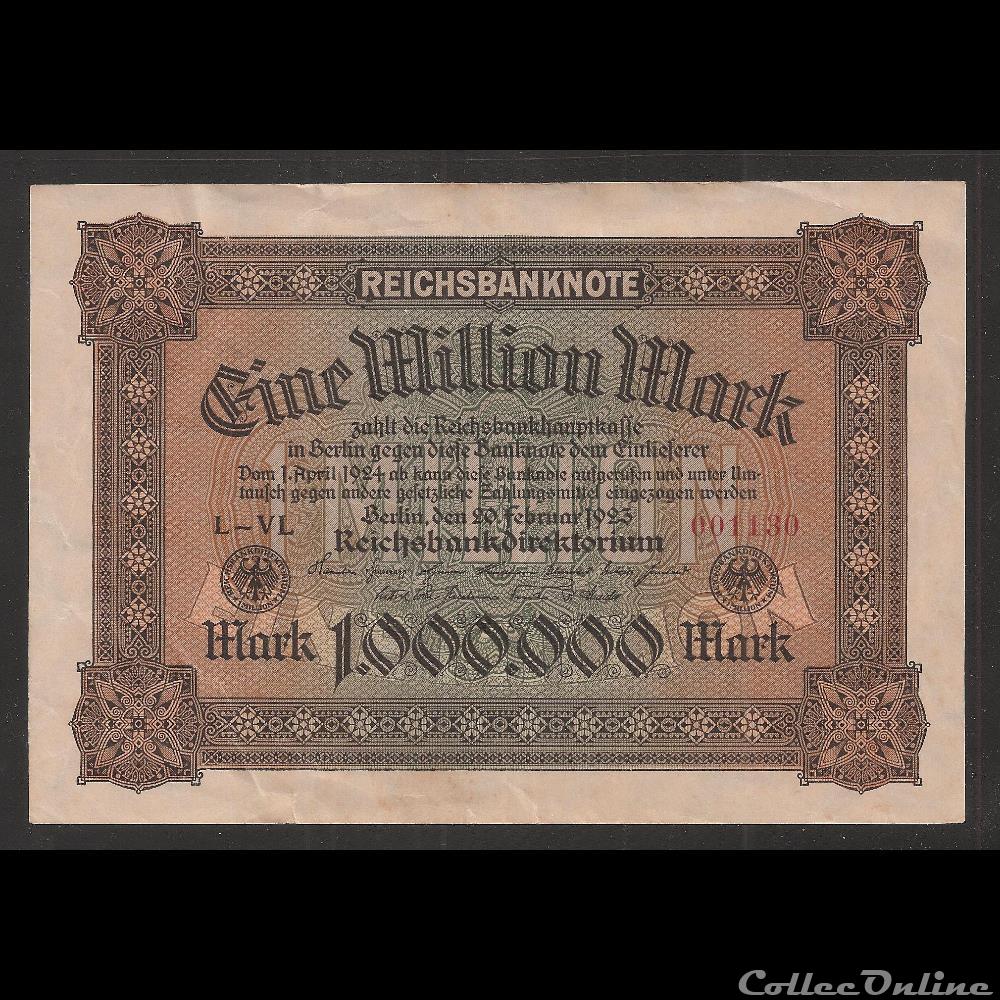 REICHSBANKNOTE
Eine Million Mark
zahlt die Reichsbankhauptkasse
in Berlin gegen diese Banknote dem Einlieferer
Vom 1. April 1924 ab kann diese Banknote aufgerufen und unter Um-
tausch gegen andere gesetzliche Zahlungsmittel eingezogen werden
Berlin, den 20. Februar 1923
L-VL 001130
Reichsbankdirektorium
Mark 1.000.000 Mark
ColleeOnline